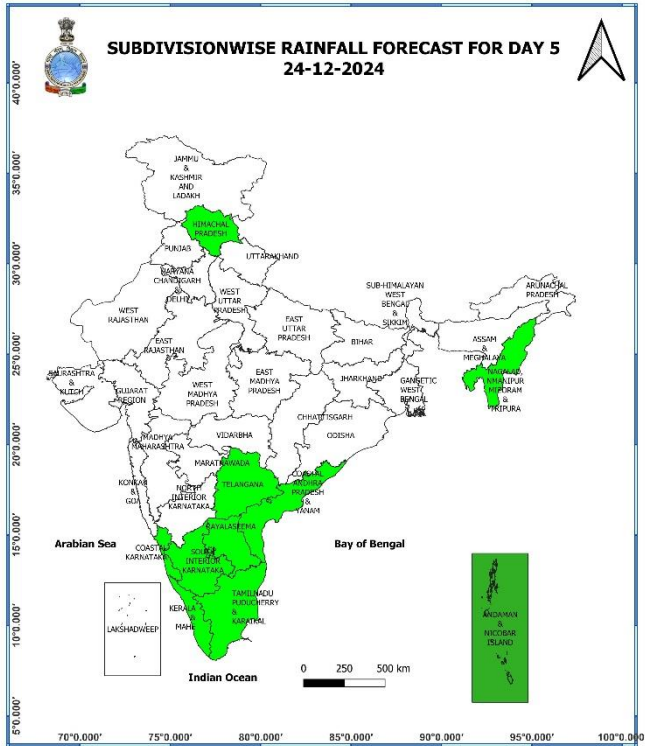 SUBDIVISIONWISE RAINFALL FORECAST FOR DAY 5
24-12-2024
40°0.000'
35°0.000'
30°0.000'
25°0.000'
20°0.000'
15°0.000'
10°0.000'
5°0.000'
JAMMU
&
KASHMIR
AND
LADAKH
HIMACHAL
PRADESH
PUNJAB
UTTARAKHAND
HARYANA
CHANDIGARH
&
DELHI
WEST
UTTAR
PRADESH
SUB-HIMALAYAN
WEST
BENGAL
&
SIKKIM
ARUNACHAL
PRADESH
WEST
RAJASTHAN
EAST
RAJASTHAN
EAST
UTTAR
PRADESH
BIHAR
ASSAM
&
MEGHALAYA
SAURASHTRA
&
KUTCH
GUJARAT
REGION
WEST
MADHYA
PRADESH
EAST
MADHYA
PRADESH
JHARKHAND
GANGETIC
WEST
BENGAL
NAGALAD,
NMANIPUR
MIZORAM
&
TRIPURA
CHHATTISGARH
ODISHA
VIDARBHA
MADHYA
MAHARASHTRA
MARATHAWADA
KONKAN
&
GOA
NORTH
INTERIOR
KARNATAKA
TELANGANA
COASTAL
ANDHRA
PRADESH
&
YANAM
RAYALASEEMA
Arabian Sea
COASTAL
KARNATAKA
SOUTH
INTERIOR
KARNATAKA
Bay of Bengal
LAKSHADWEEP
KERALA
&
MAHE
TAMILNADU
PUDUCHERRY
&
KARAIKAL
ANDAMAN
&
NICOBAR
ISLAND
Indian Ocean
0 250 500 km
70°0.000' 75°0.000' 80°0.000' 85°0.000' 90°0.000' 95°0.000' 100°0.000'